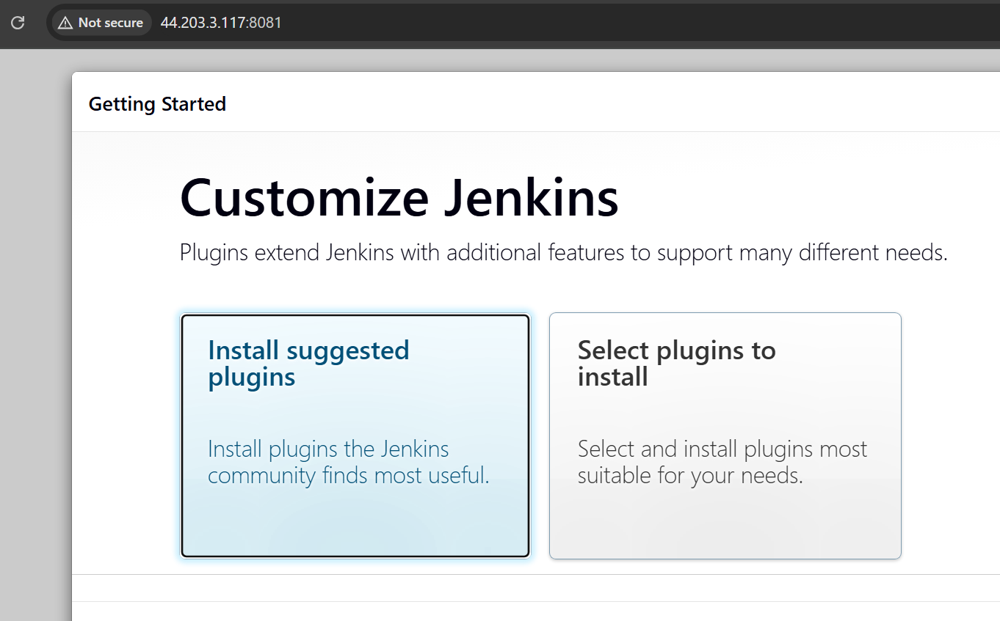 Not secure 44.203.3.117:8081
Getting Started
Customize Jenkins
Plugins extend Jenkins with additional features to support many different needs.
Install suggested
plugins
Install plugins the Jenkins
community finds most useful.
Select plugins to
install
Select and install plugins most
suitable for your needs.